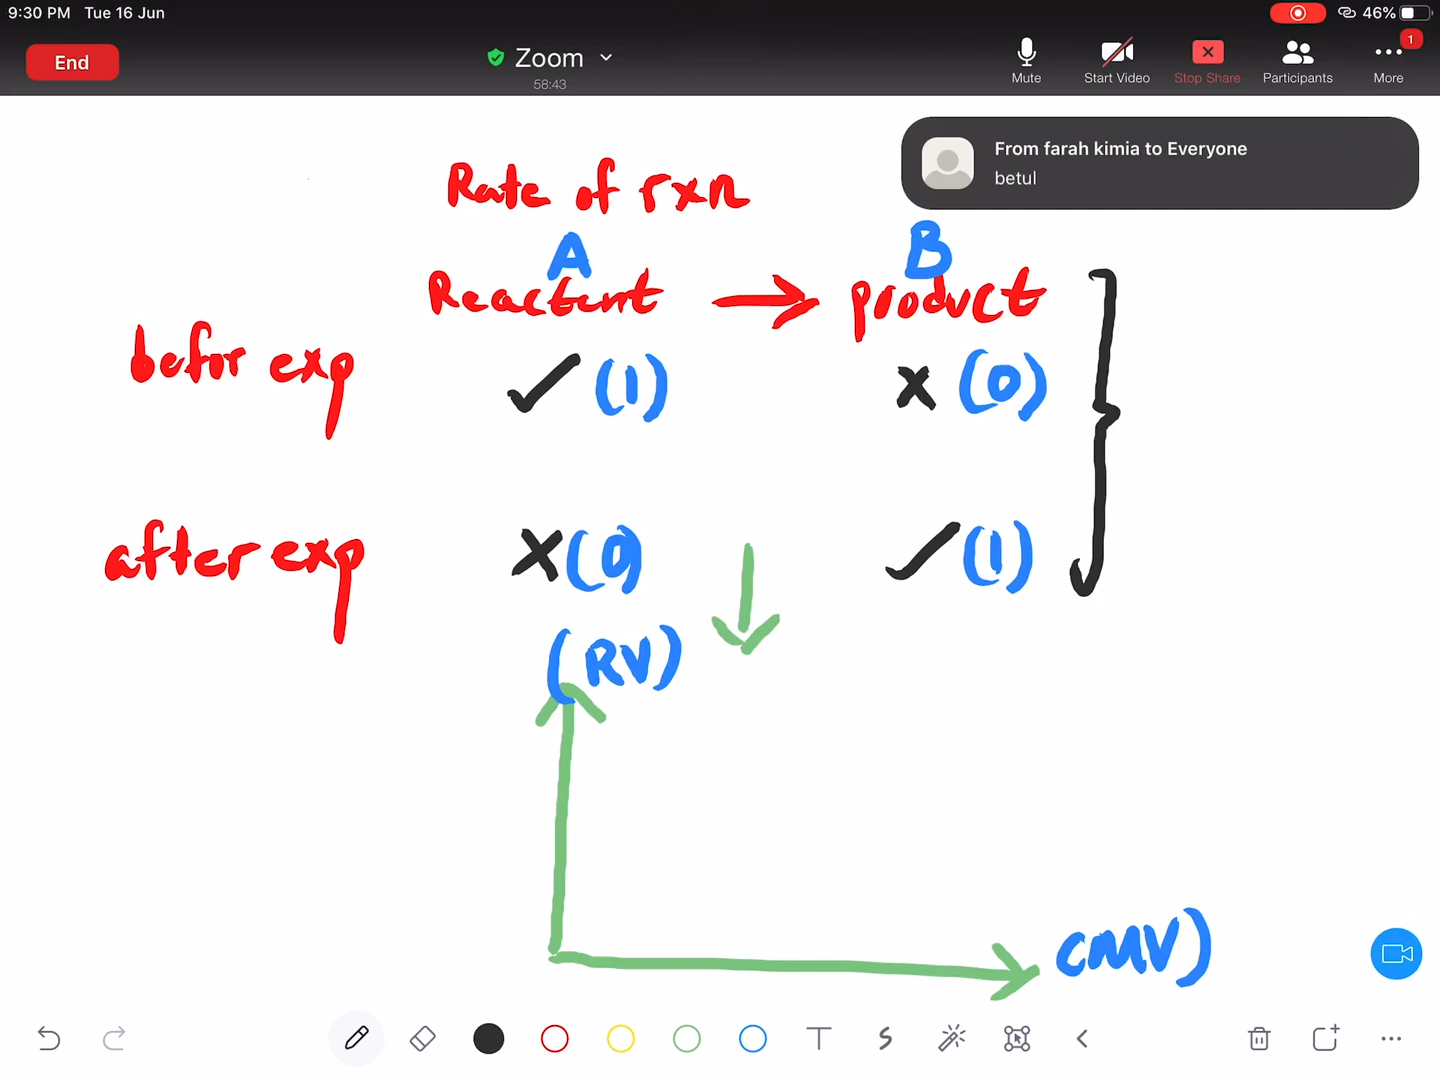 9:30 PM Tue 16 Jun
46%
End
Zoom
58:43
Mute
Start Video
Stop Share
Participants
More
1
From farah kimia to Everyone
betul
Rate of rxn
A B
Reactant → product
befor exp ✓ (1) x (0)
after exp X (0) ✓ (1)
(RV)
(MV)
T